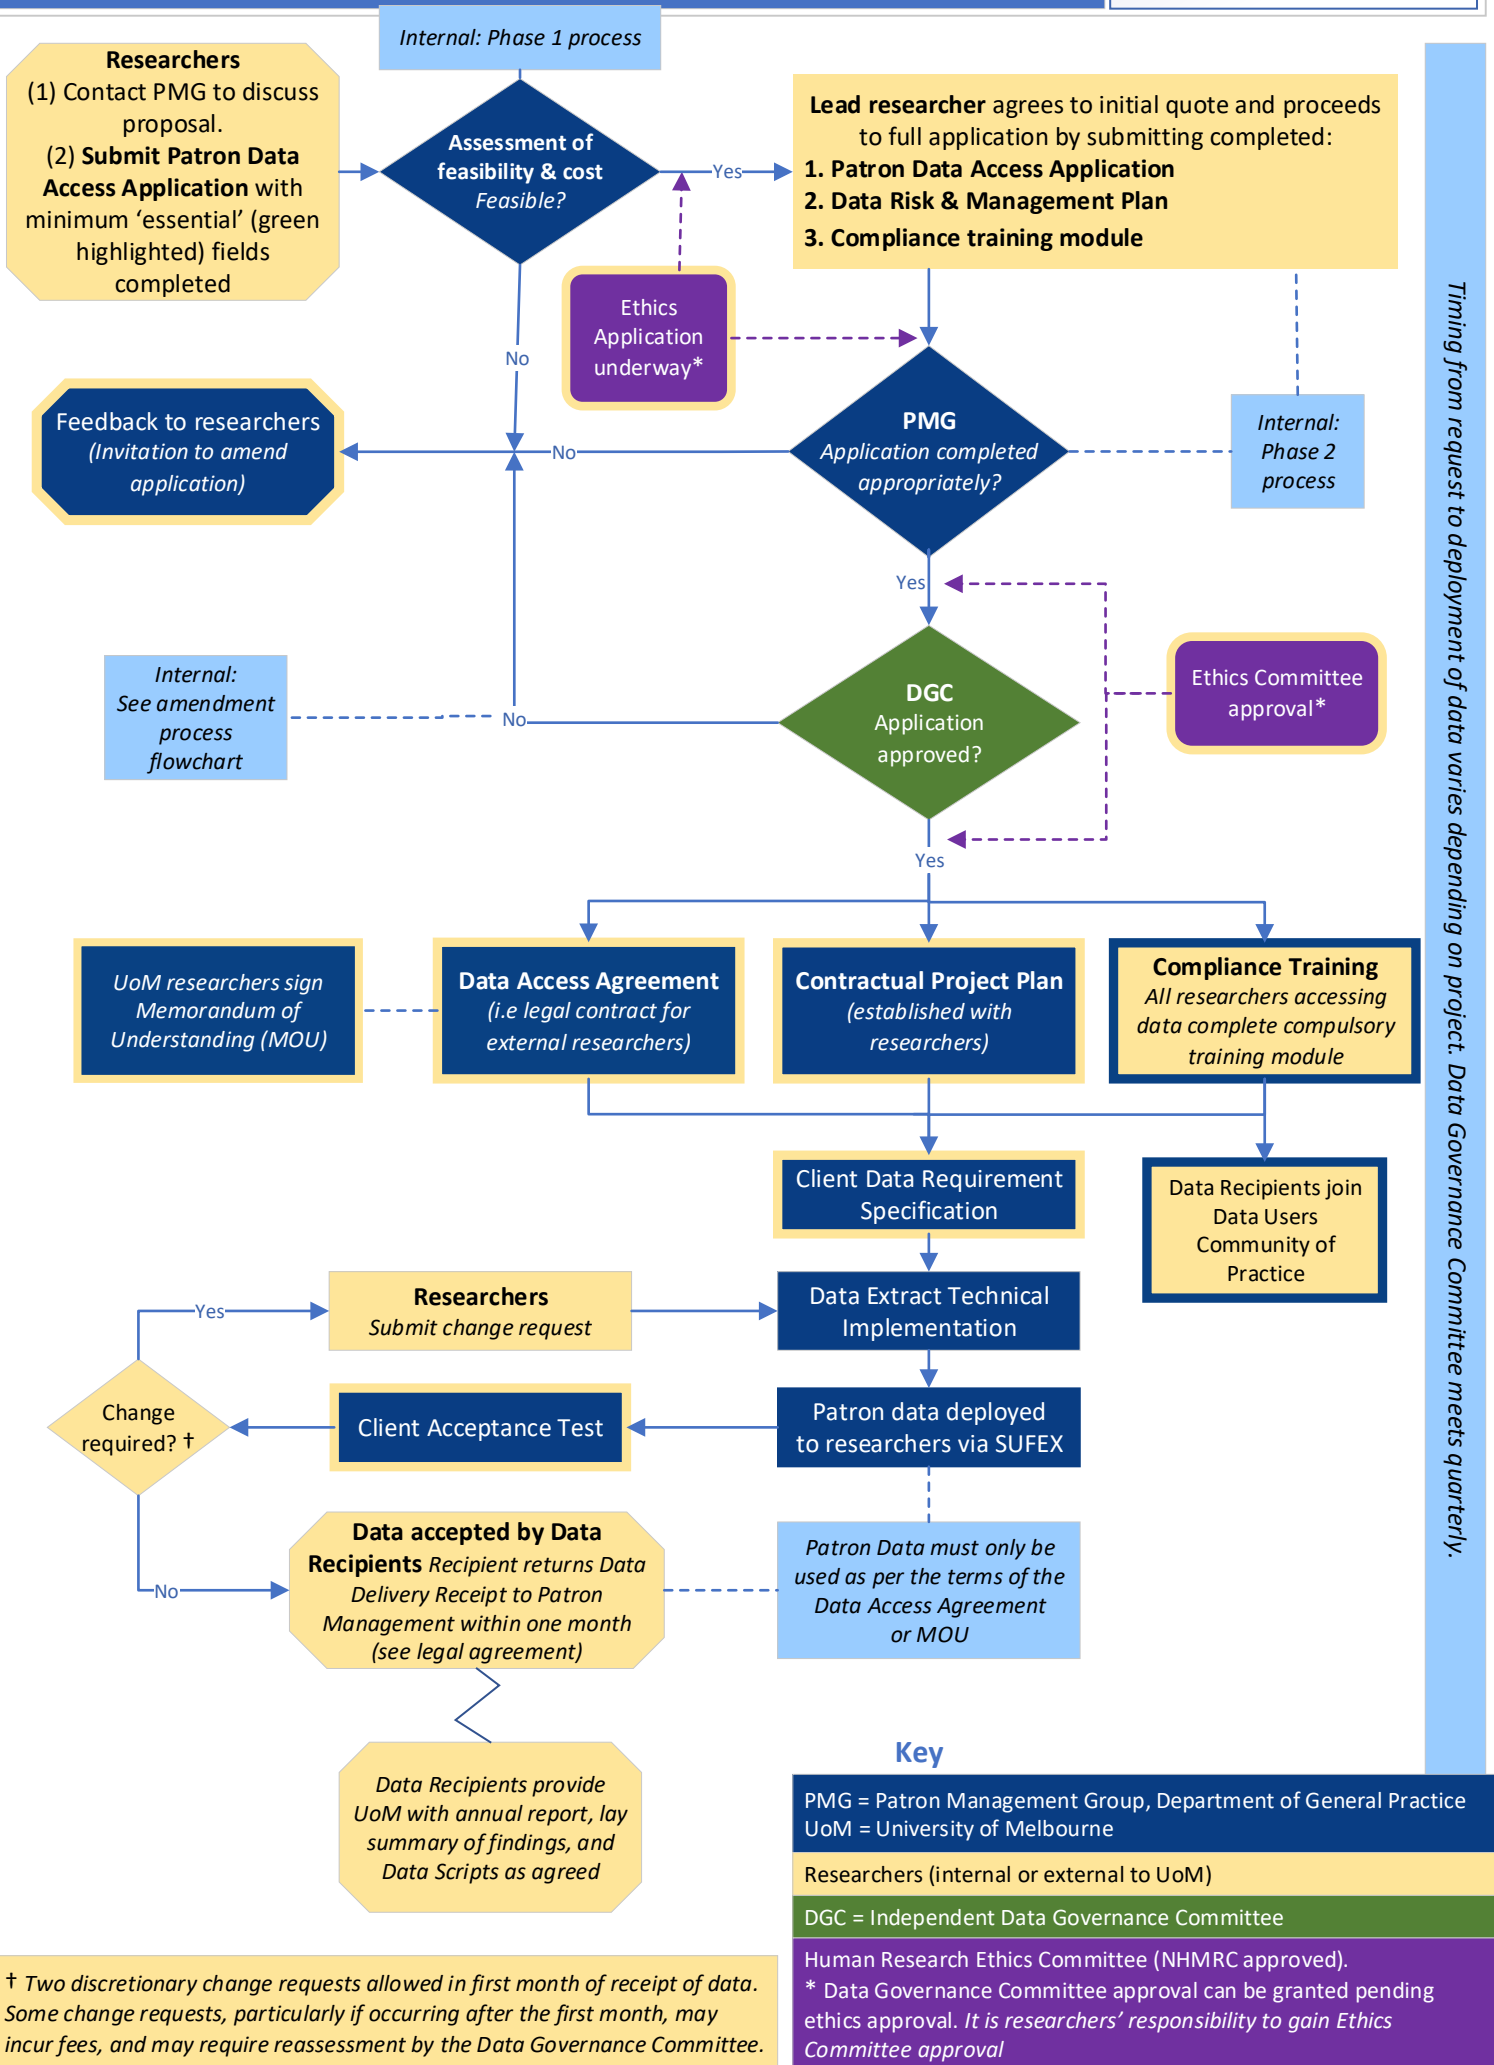 Internal: Phase 1 process
Researchers
(1) Contact PMG to discuss
proposal.
(2) Submit Patron Data
Access Application with
minimum ‘essential’ (green
highlighted) fields
completed
Assessment of
feasibility & cost
Feasible?
Yes
Lead researcher agrees to initial quote and proceeds
to full application by submitting completed:
1. Patron Data Access Application
2. Data Risk & Management Plan
3. Compliance training module
Ethics
Application
underway*
No
Feedback to researchers
(Invitation to amend
application)
No
PMG
Application completed
appropriately?
Internal:
Phase 2
process
Yes
Internal:
See amendment
process
flowchart
No
DGC
Application
approved?
Ethics Committee
approval*
Yes
UoM researchers sign
Memorandum of
Understanding (MOU)
Data Access Agreement
(i.e legal contract for
external researchers)
Contractual Project Plan
(established with
researchers)
Compliance Training
All researchers accessing
data complete compulsory
training module
Client Data Requirement
Specification
Data Recipients join
Data Users
Community of
Practice
Yes
Researchers
Submit change request
Data Extract Technical
Implementation
Change
required? †
Client Acceptance Test
Patron data deployed
to researchers via SUFEX
No
Data accepted by Data
Recipients Recipient returns Data
Delivery Receipt to Patron
Management within one month
(see legal agreement)
Patron Data must only be
used as per the terms of the
Data Access Agreement
or MOU
Data Recipients provide
UoM with annual report, lay
summary of findings, and
Data Scripts as agreed
Timing from request to deployment of data varies depending on project. Data Governance Committee meets quarterly.
Key
PMG = Patron Management Group, Department of General Practice
UoM = University of Melbourne
Researchers (internal or external to UoM)
DGC = Independent Data Governance Committee
Human Research Ethics Committee (NHMRC approved).
* Data Governance Committee approval can be granted pending
ethics approval. It is researchers’ responsibility to gain Ethics
Committee approval
† Two discretionary change requests allowed in first month of receipt of data.
Some change requests, particularly if occurring after the first month, may
incur fees, and may require reassessment by the Data Governance Committee.